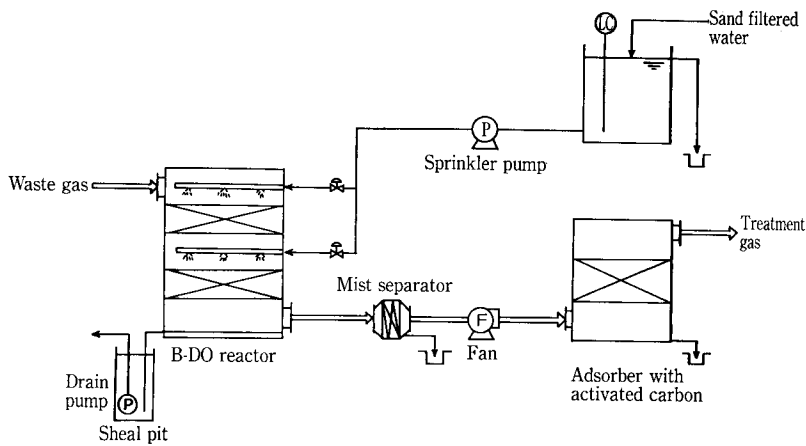 LC
Sand filtered
water
P
Sprinkler pump
Waste gas
Treatment
gas
Mist separator
F
Fan
B-DO reactor
Drain
pump
P
Sheal pit
Adsorber with
activated carbon